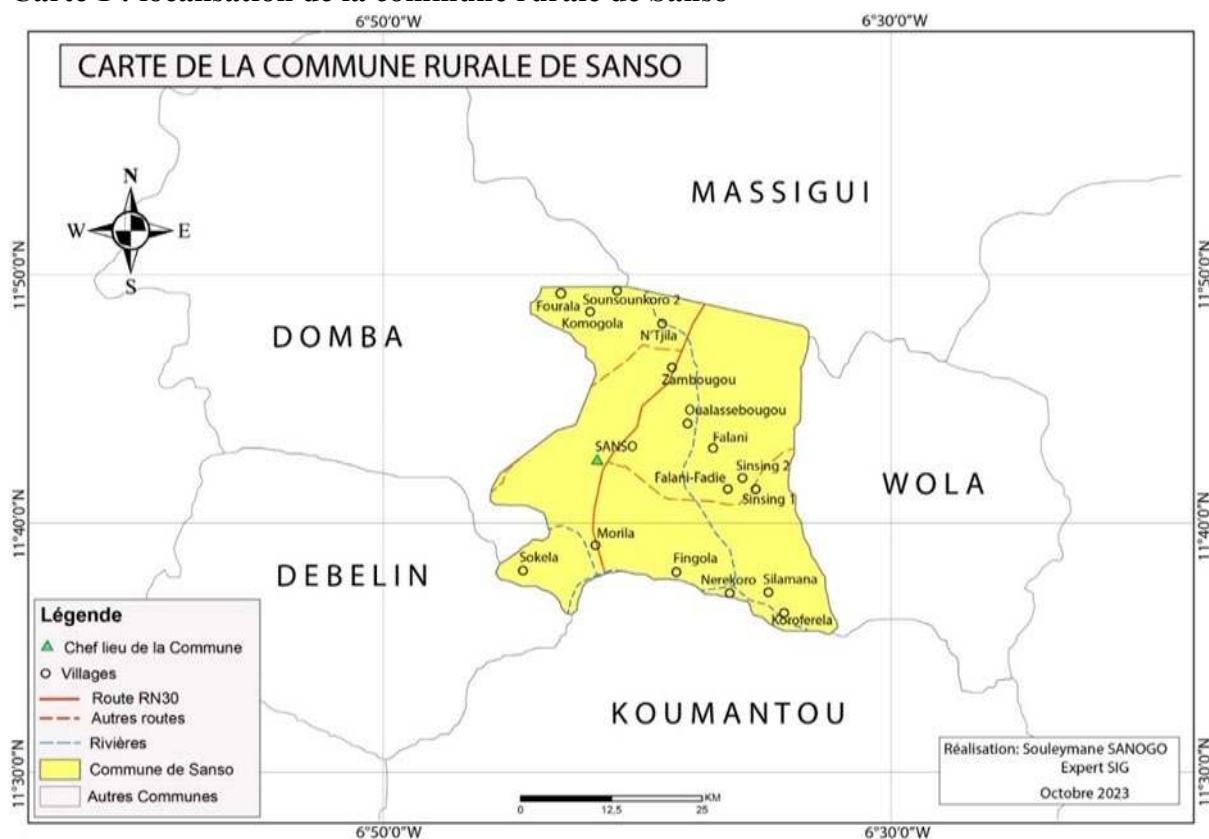 Carte 1 : localisation de la commune rurale de Sanso
6°50'0"W
6°30'0"W
CARTE DE LA COMMUNE RURALE DE SANSO
N
W
E
S
MASSIGUI
11°50'0"N
11°50'0"N
Fourala
Sounsounkoro 2
Komogola
N'Tjila
DOMBA
Zambougou
Oualassebougou
Falani
SANSO
Sinsing 2
Falani-Fadie
Sinsing 1
WOLA
11°40'0"N
11°40'0"N
Morila
Sokela
Fingola
Nerekoro
Silamana
Koroferela
DEBELIN
KOUMANTOU
Légende
Chef lieu de la Commune
Villages
Route RN30
Autres routes
Rivières
Commune de Sanso
Autres Communes
Réalisation: Souleymane SANOGO
Expert SIG
Octobre 2023
11°30'0"N
11°30'0"N
KM
0
12,5
25
6°50'0"W
6°30'0"W